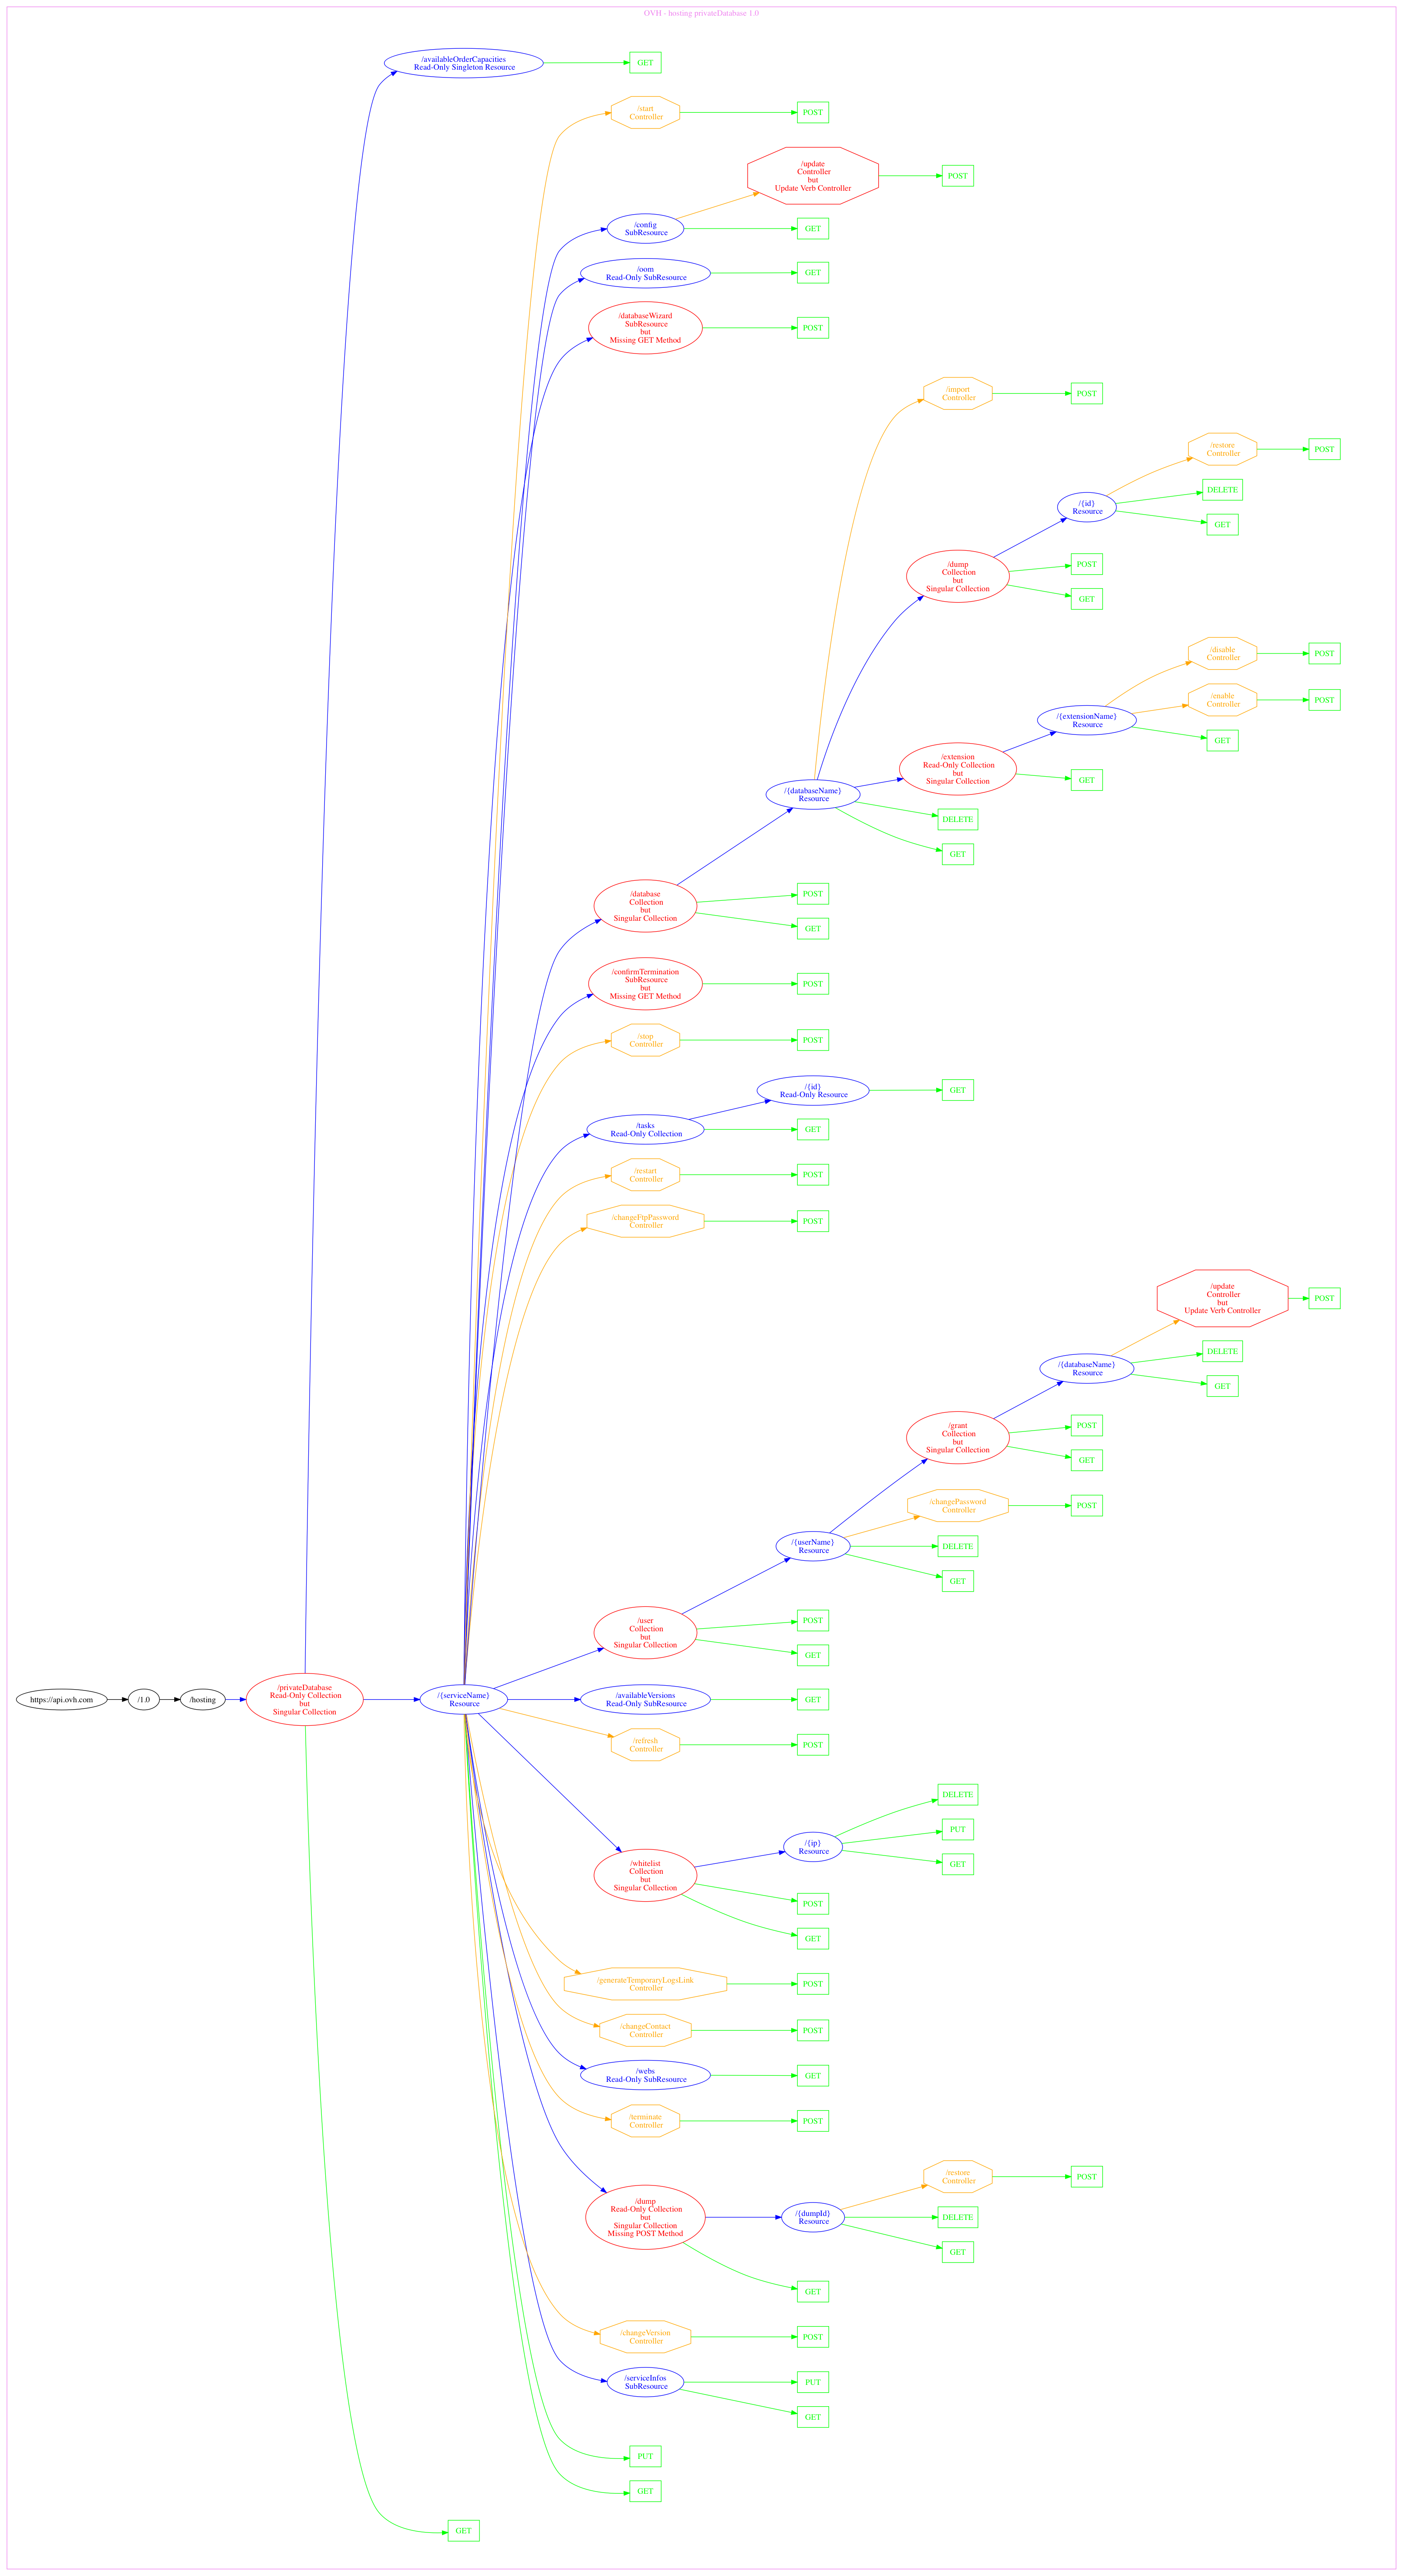 OVH - hosting privateDatabase 1.0
/availableOrderCapacities
Read-Only Singleton Resource
GET
/start
Controller
POST
/update
Controller
but
Update Verb Controller
POST
/config
SubResource
GET
/oom
Read-Only SubResource
GET
/databaseWizard
SubResource
but
Missing GET Method
POST
/import
Controller
POST
/restore
Controller
POST
/{id}
Resource
DELETE
GET
/dump
Collection
but
Singular Collection
POST
GET
/disable
Controller
POST
/enable
Controller
POST
/{extensionName}
Resource
GET
/extension
Read-Only Collection
but
Singular Collection
GET
/{databaseName}
Resource
DELETE
GET
/database
Collection
but
Singular Collection
POST
GET
/confirmTermination
SubResource
but
Missing GET Method
POST
/stop
Controller
POST
/{id}
Read-Only Resource
GET
/tasks
Read-Only Collection
GET
/restart
Controller
POST
/changeFtpPassword
Controller
POST
/update
Controller
but
Update Verb Controller
POST
/{databaseName}
Resource
DELETE
GET
/grant
Collection
but
Singular Collection
POST
GET
/changePassword
Controller
POST
/{userName}
Resource
DELETE
GET
/user
Collection
but
Singular Collection
POST
GET
https://api.ovh.com
/1.0
/hosting
/privateDatabase
Read-Only Collection
but
Singular Collection
/{serviceName}
Resource
/availableVersions
Read-Only SubResource
GET
/refresh
Controller
POST
/{ip}
Resource
DELETE
PUT
GET
/whitelist
Collection
but
Singular Collection
POST
GET
/generateTemporaryLogsLink
Controller
POST
/changeContact
Controller
POST
/webs
Read-Only SubResource
GET
/terminate
Controller
POST
/restore
Controller
POST
/dump
Read-Only Collection
but
Singular Collection
Missing POST Method
/{dumpId}
Resource
DELETE
GET
GET
/changeVersion
Controller
POST
/serviceInfos
SubResource
PUT
GET
PUT
GET
GET